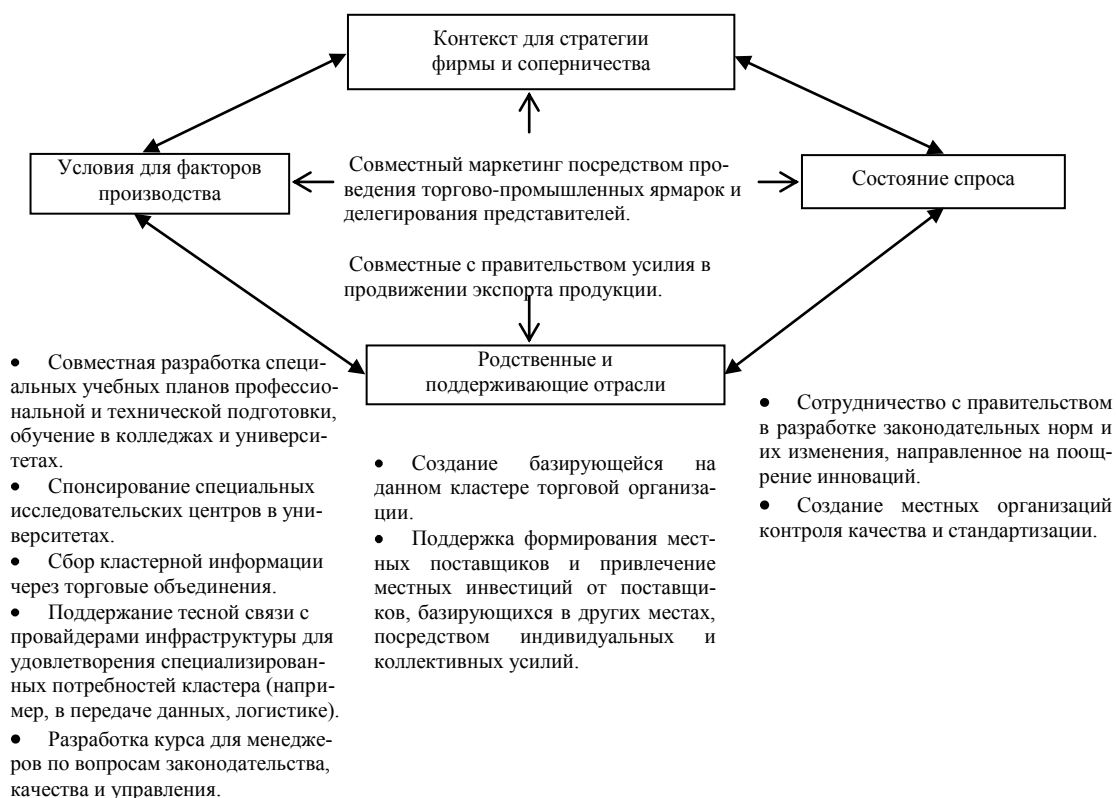 Контекст для стратегии
фирмы и соперничества
Условия для факторов
производства
Совместный маркетинг посредством про-
ведения торгово-промышленных ярмарок и
делегирования представителей.
Состояние спроса
Совместные с правительством усилия в
продвижении экспорта продукции.
Родственные и
поддерживающие отрасли
• Совместная разработка специ-
альных учебных планов профессио-
нальной и технической подготовки,
обучение в колледжах и универси-
тетах.
• Спонсирование специальных
исследовательских центров в уни-
верситетах.
• Сбор кластерной информации
через торговые объединения.
• Поддержание тесной связи с
провайдерами инфраструктуры для
удовлетворения специализирован-
ных потребностей кластера (напри-
мер, в передаче данных, логистике).
• Разработка курса для менедже-
ров по вопросам законодательства,
качества и управления.
• Создание базирующейся на
данном кластере торговой организа-
ции.
• Поддержка формирования мест-
ных поставщиков и привлечение
местных инвестиций от поставщи-
ков, базирующихся в других местах,
посредством индивидуальных и
коллективных усилий.
• Сотрудничество с правительством
в разработке законодательных норм и
их изменения, направленное на поощ-
рение инноваций.
• Создание местных организаций
контроля качества и стандартизации.